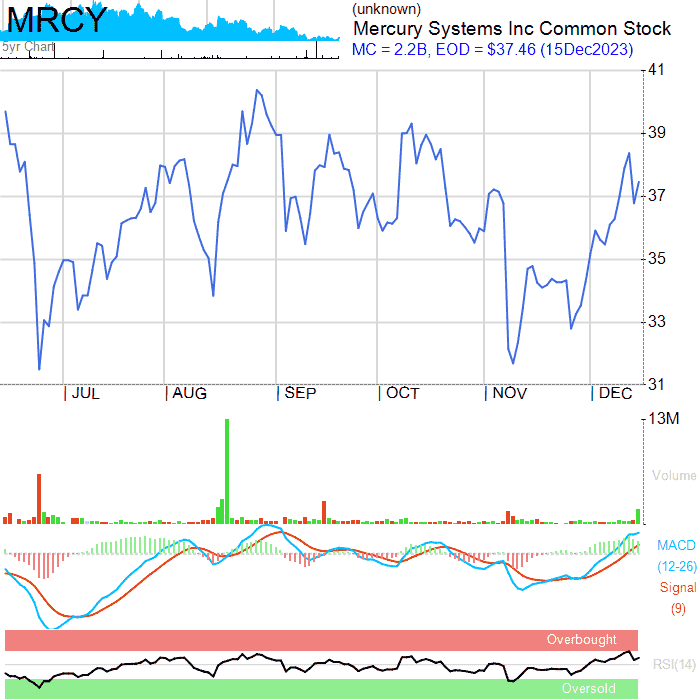 MRCY
5yr Chart
(unknown)
Mercury Systems Inc Common Stock
MC = 2.2B, EOD = $37.46 (15Dec2023)
41
39
37
35
33
31
JUL AUG SEP OCT NOV DEC
13M
Volume
MACD
(12-26)
Signal
(9)
Overbought
RSI(14)
Oversold